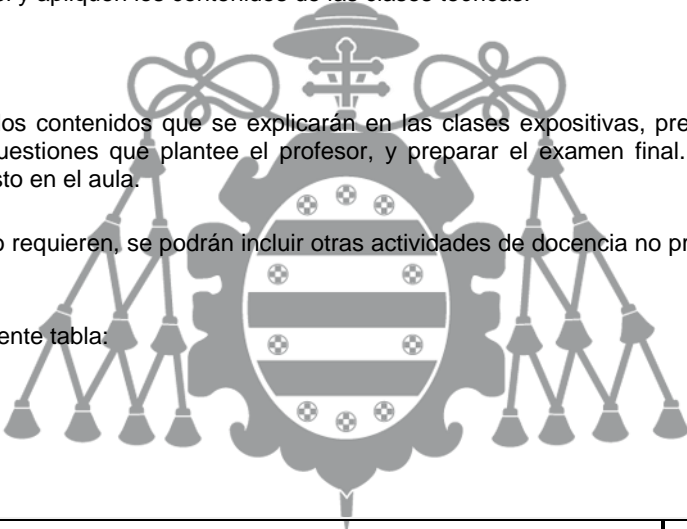 y apliquen los contenidos de las clases teóricas.
os contenidos que se explicarán en las clases expositivas, pre
uestiones que plantee el profesor, y preparar el examen final.
sto en el aula.
o requieren, se podrán incluir otras actividades de docencia no pr
ente tabla: